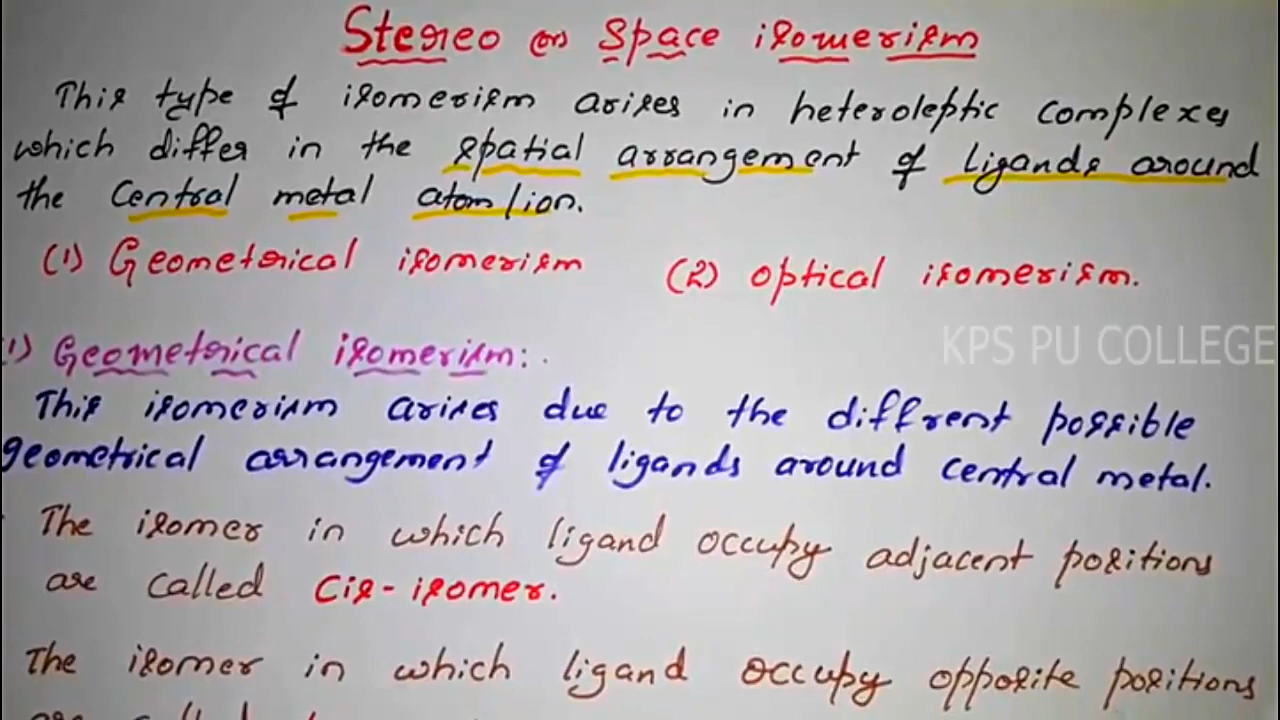 Stereo (or) Space isomerism
This type of isomerism arises in heteroleptic complexes
which differ in the spatial arrangement of ligands around
the central metal atom/ion.
(1) Geometrical isomerism (2) optical isomerism.
1) Geometrical isomerism:.
KPS PU COLLEGE
This isomerism arises due to the diffrent possible
geometrical arrangement of ligands around central metal.
The isomer in which ligand occupy adjacent positions
are called Cis-isomer.
The isomer in which ligand occupy opposite positions
are called